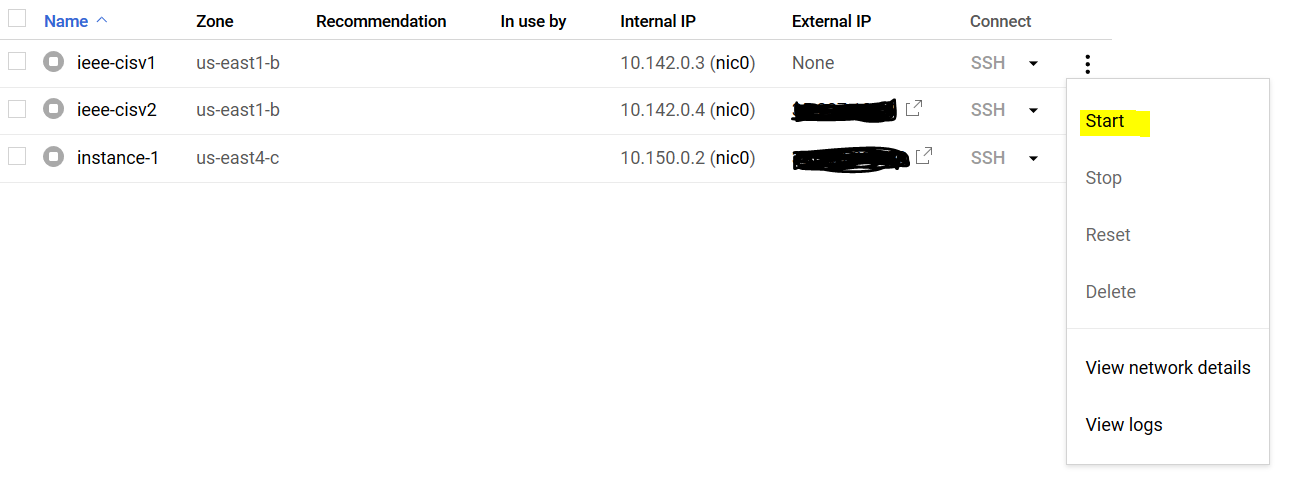 Name Zone Recommendation In use by Internal IP External IP Connect
ieee-cisv1 us-east1-b 10.142.0.3 (nic0) None SSH
ieee-cisv2 us-east1-b 10.142.0.4 (nic0) SSH
instance-1 us-east4-c 10.150.0.2 (nic0) SSH
Start
Stop
Reset
Delete
View network details
View logs